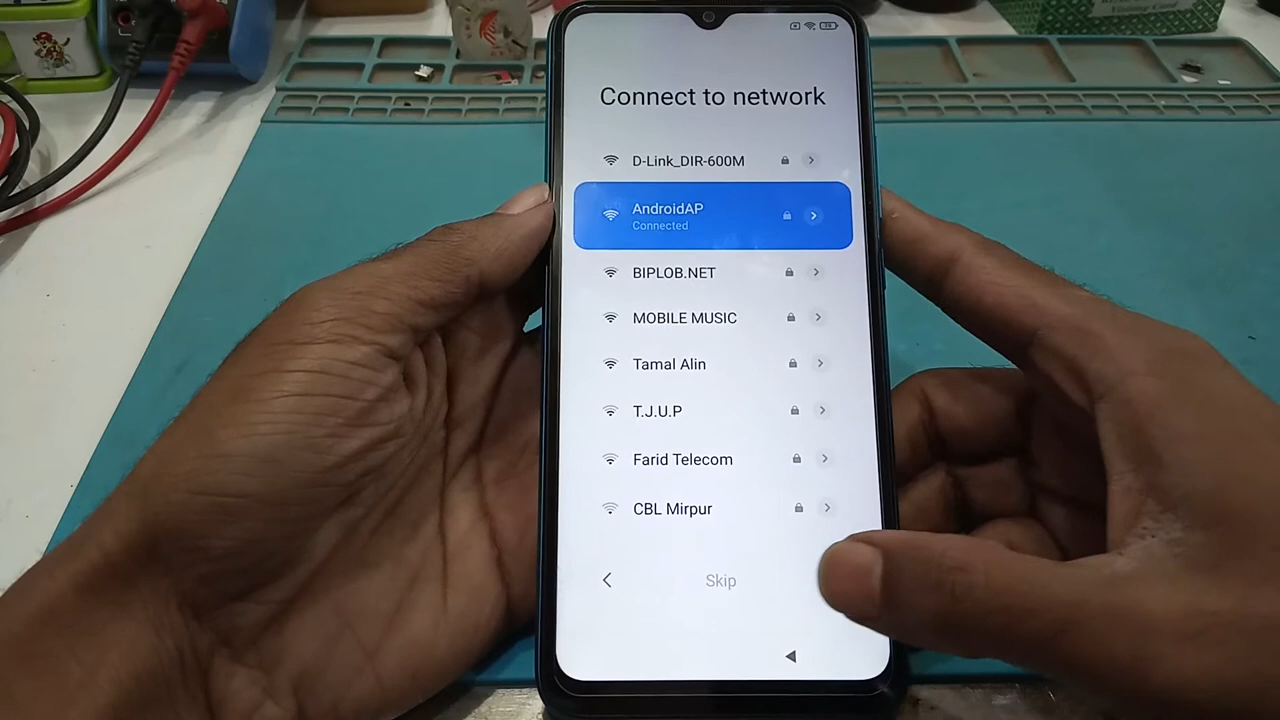 Connect to network
D-Link_DIR-600M
AndroidAP
Connected
BIPLOB.NET
MOBILE MUSIC
Tamal Alin
T.J.U.P
Farid Telecom
CBL Mirpur
Skip